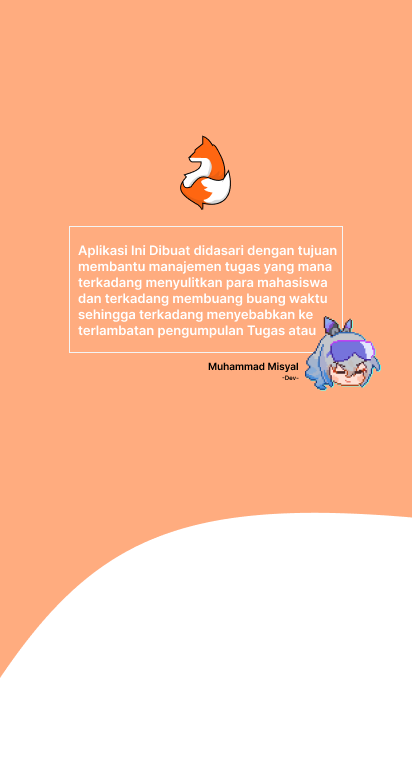 Aplikasi Ini Dibuat didasari dengan tujuan
membantu manajemen tugas yang mana
terkadang menyulitkan para mahasiswa
dan terkadang membuang buang waktu
sehingga terkadang menyebabkan ke
terlambatan pengumpulan Tugas atau
Muhammad Misyal
-Dev-